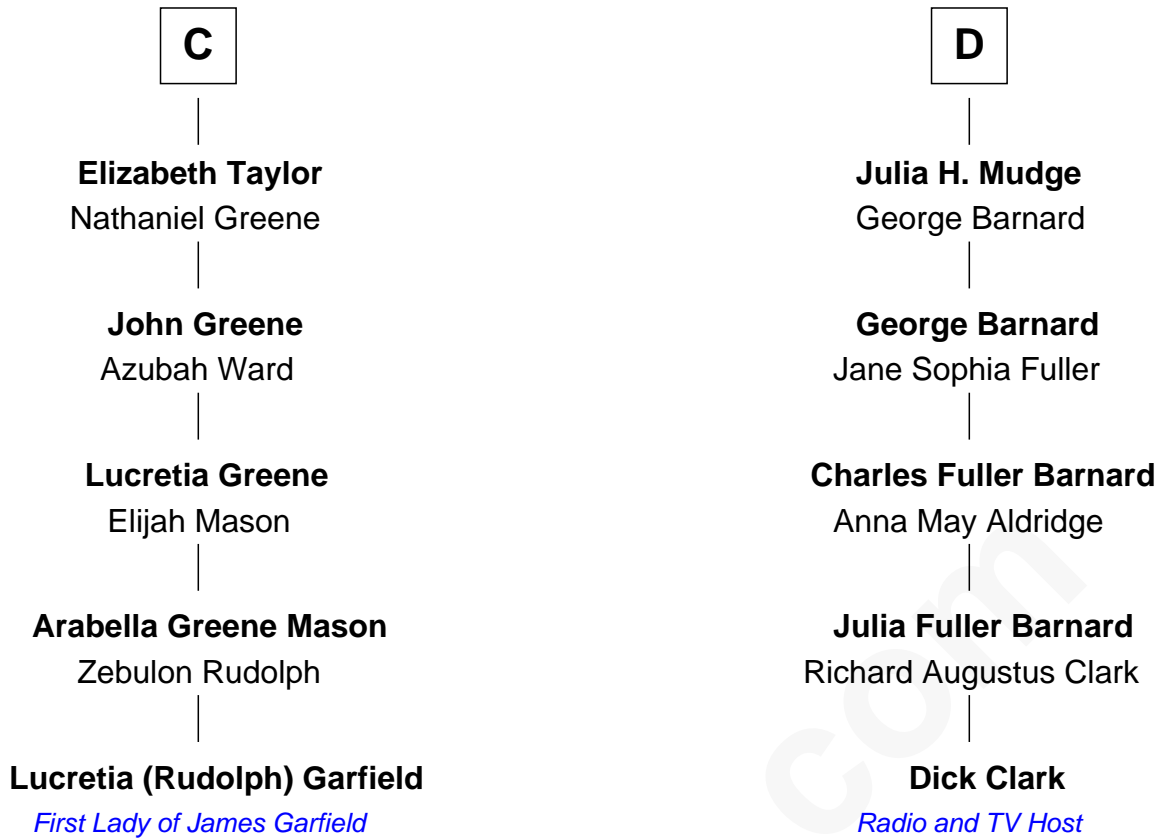 C
Elizabeth Taylor
Nathaniel Greene
John Greene
Azubah Ward
Lucretia Greene
Elijah Mason
Arabella Greene Mason
Zebulon Rudolph
Lucretia (Rudolph) Garfield
First Lady of James Garfield
D
Julia H. Mudge
George Barnard
George Barnard
Jane Sophia Fuller
Charles Fuller Barnard
Anna May Aldridge
Julia Fuller Barnard
Richard Augustus Clark
Dick Clark
Radio and TV Host
com